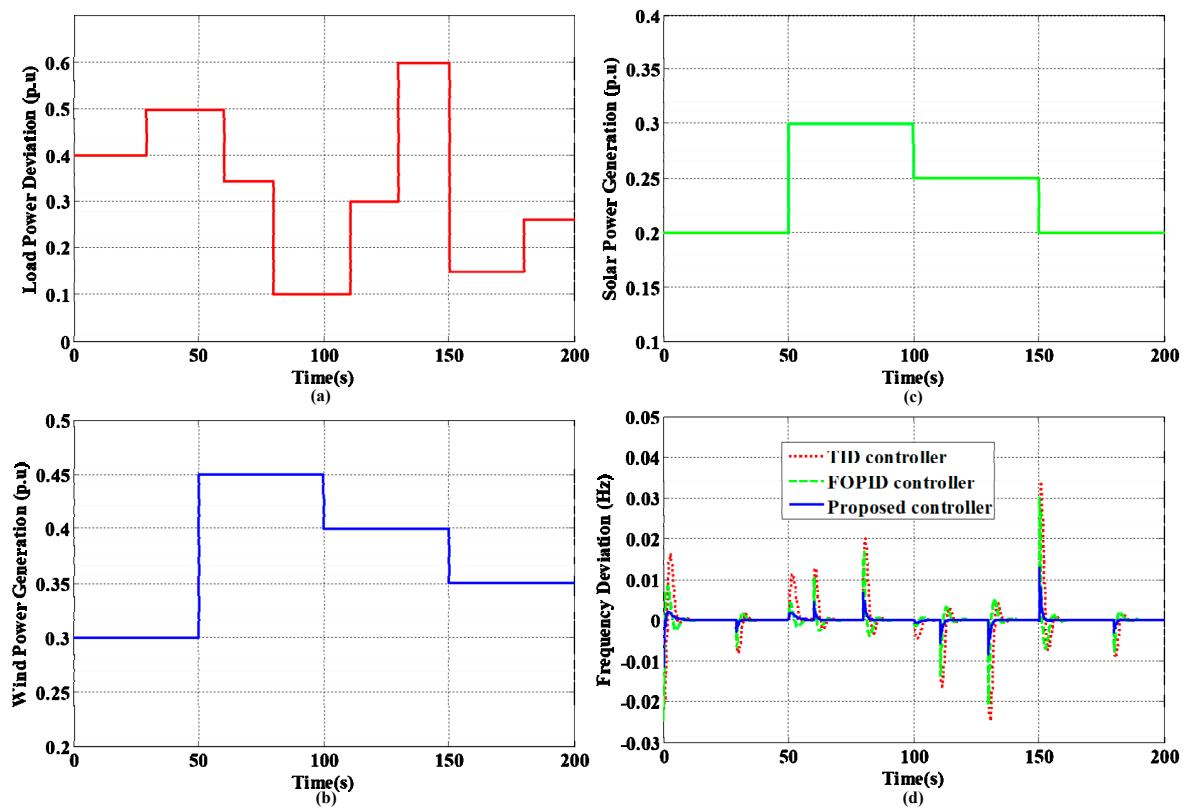 Load Power Deviation (p.u)
0.6
0.5
0.4
0.3
0.2
0.1
0
0 50 100 150 200
Time(s)
(a)
Solar Power Generation (p.u)
0.4
0.35
0.3
0.25
0.2
0.15
0.1
0 50 100 150 200
Time(s)
(c)
Wind Power Generation (p.u)
0.5
0.45
0.4
0.35
0.3
0.25
0.2
0 50 100 150 200
Time(s)
(b)
Frequency Deviation (Hz)
0.05
0.04
0.03
0.02
0.01
0
-0.01
-0.02
-0.03
TID controller
FOPID controller
Proposed controller
0 50 100 150 200
Time(s)
(d)